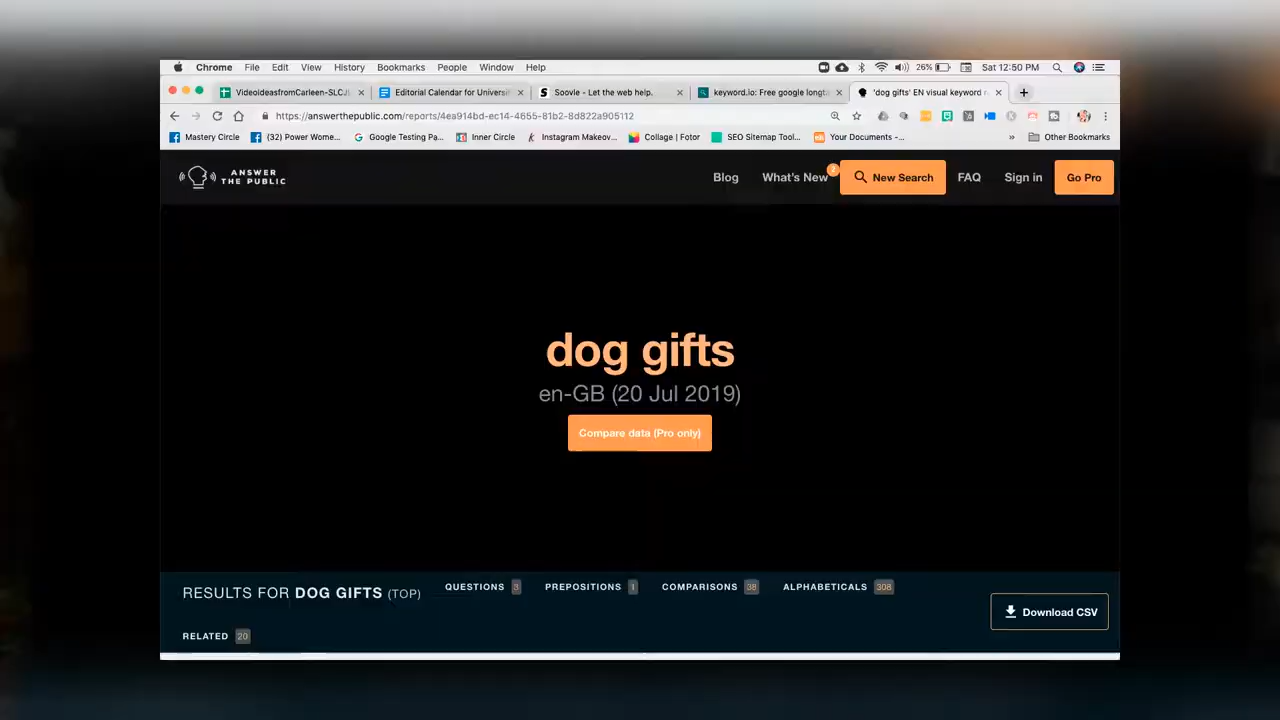 Chrome File Edit View History Bookmarks People Window Help 26% Sat 12:50 PM
VideoideasfromCarleen-SLCJ Editorial Calendar for Universi Soovle - Let the web help. keyword.io: Free google longta 'dog gifts' EN visual keyword r
https://answerthepublic.com/reports/4ea914bd-ec14-4655-81b2-8d822a905112
Mastery Circle (32) Power Wome... Google Testing Pa... Inner Circle Instagram Makeov... Collage | Fotor SEO Sitemap Tool... Your Documents -... » Other Bookmarks
ANSWER
THE PUBLIC
Blog What's New 2 New Search FAQ Sign in Go Pro
dog gifts
en-GB (20 Jul 2019)
Compare data (Pro only)
RESULTS FOR DOG GIFTS (TOP) QUESTIONS 3 PREPOSITIONS 1 COMPARISONS 38 ALPHABETICALS 308
RELATED 20
Download CSV